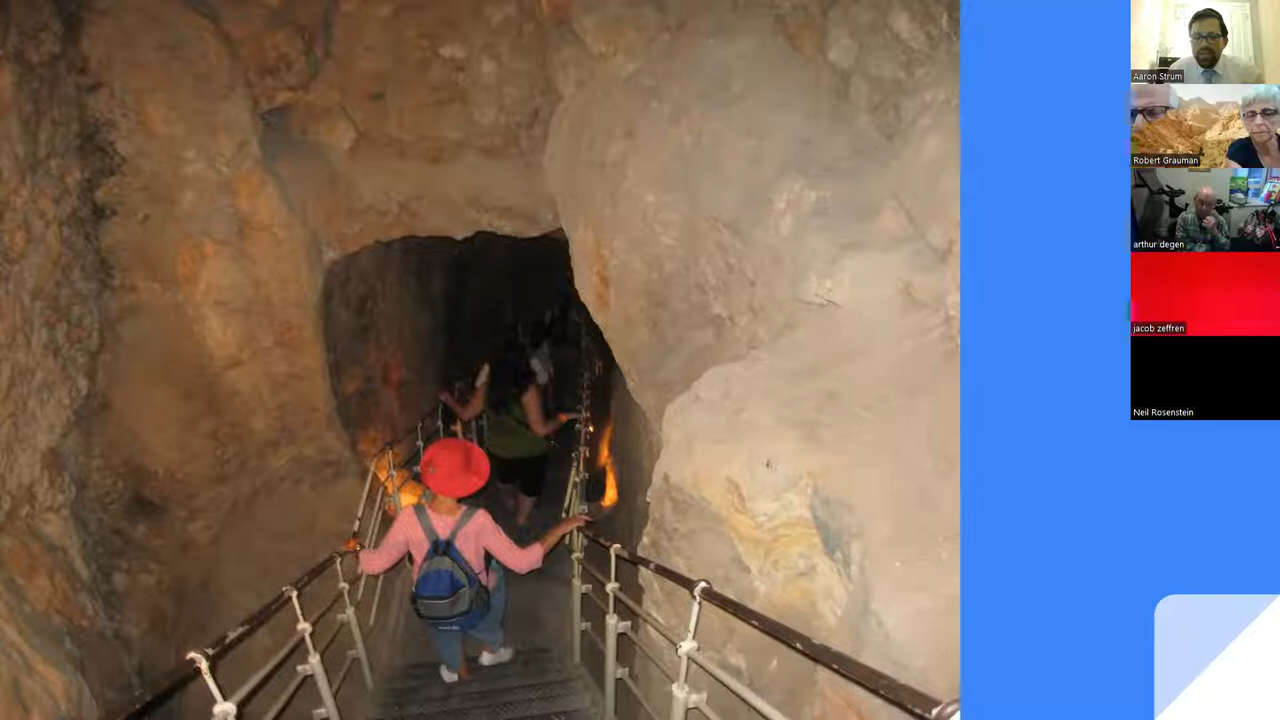 Aaron Strum
Robert Grauman
arthur degen
jacob zeffren
Neil Rosenstein